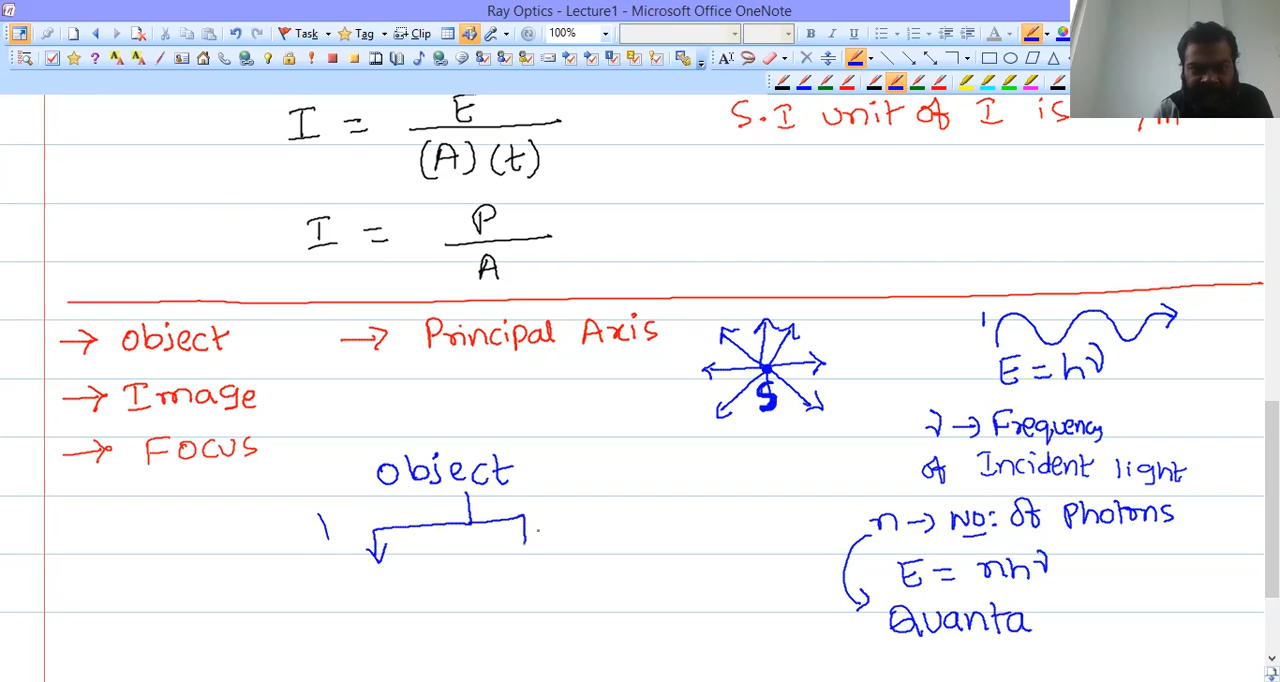 Ray Optics - Lecture1 - Microsoft OneNote
Task Tag Clip 100% B I U A
I = E / (A) (t)
S.I unit of I is
I = P / A
→ Object → Principal Axis
→ Image
→ Focus
S
1
E = hν
ν → Frequency
of Incident light
n → No: of Photons
E = nhν
Quanta
Object